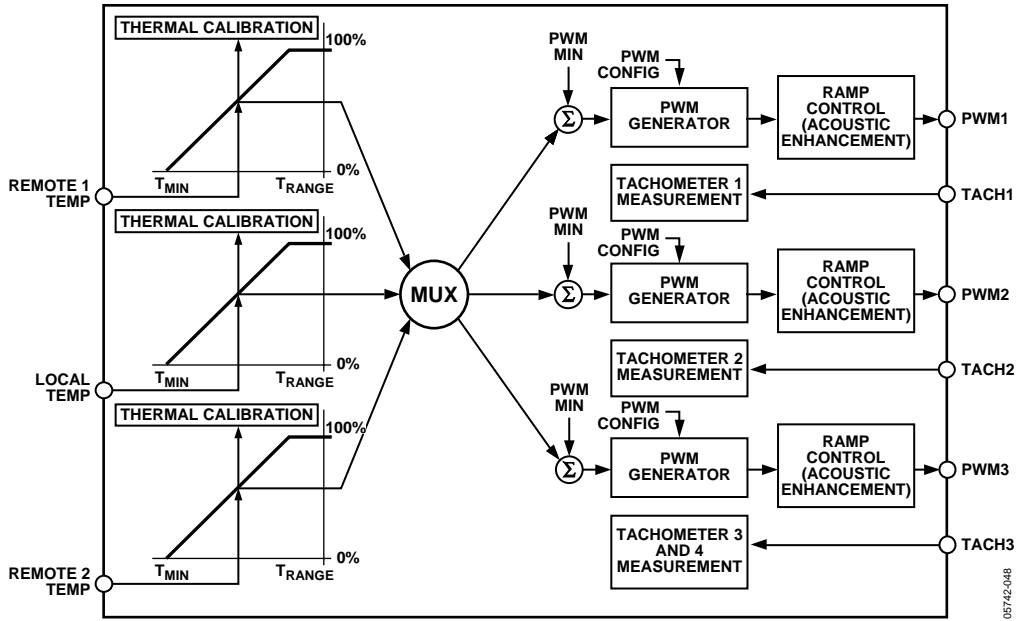 THERMAL CALIBRATION
100%
0%
TMIN
TRANGE
REMOTE 1
TEMP
THERMAL CALIBRATION
100%
0%
TMIN
TRANGE
LOCAL
TEMP
THERMAL CALIBRATION
100%
0%
TMIN
TRANGE
REMOTE 2
TEMP
MUX
PWM
MIN
PWM
CONFIG
Σ
PWM
GENERATOR
RAMP
CONTROL
(ACOUSTIC
ENHANCEMENT)
PWM1
TACHOMETER 1
MEASUREMENT
TACH1
PWM
MIN
PWM
CONFIG
Σ
PWM
GENERATOR
RAMP
CONTROL
(ACOUSTIC
ENHANCEMENT)
PWM2
TACHOMETER 2
MEASUREMENT
TACH2
PWM
MIN
PWM
CONFIG
Σ
PWM
GENERATOR
RAMP
CONTROL
(ACOUSTIC
ENHANCEMENT)
PWM3
TACHOMETER 3
AND 4
MEASUREMENT
TACH3
05742-048